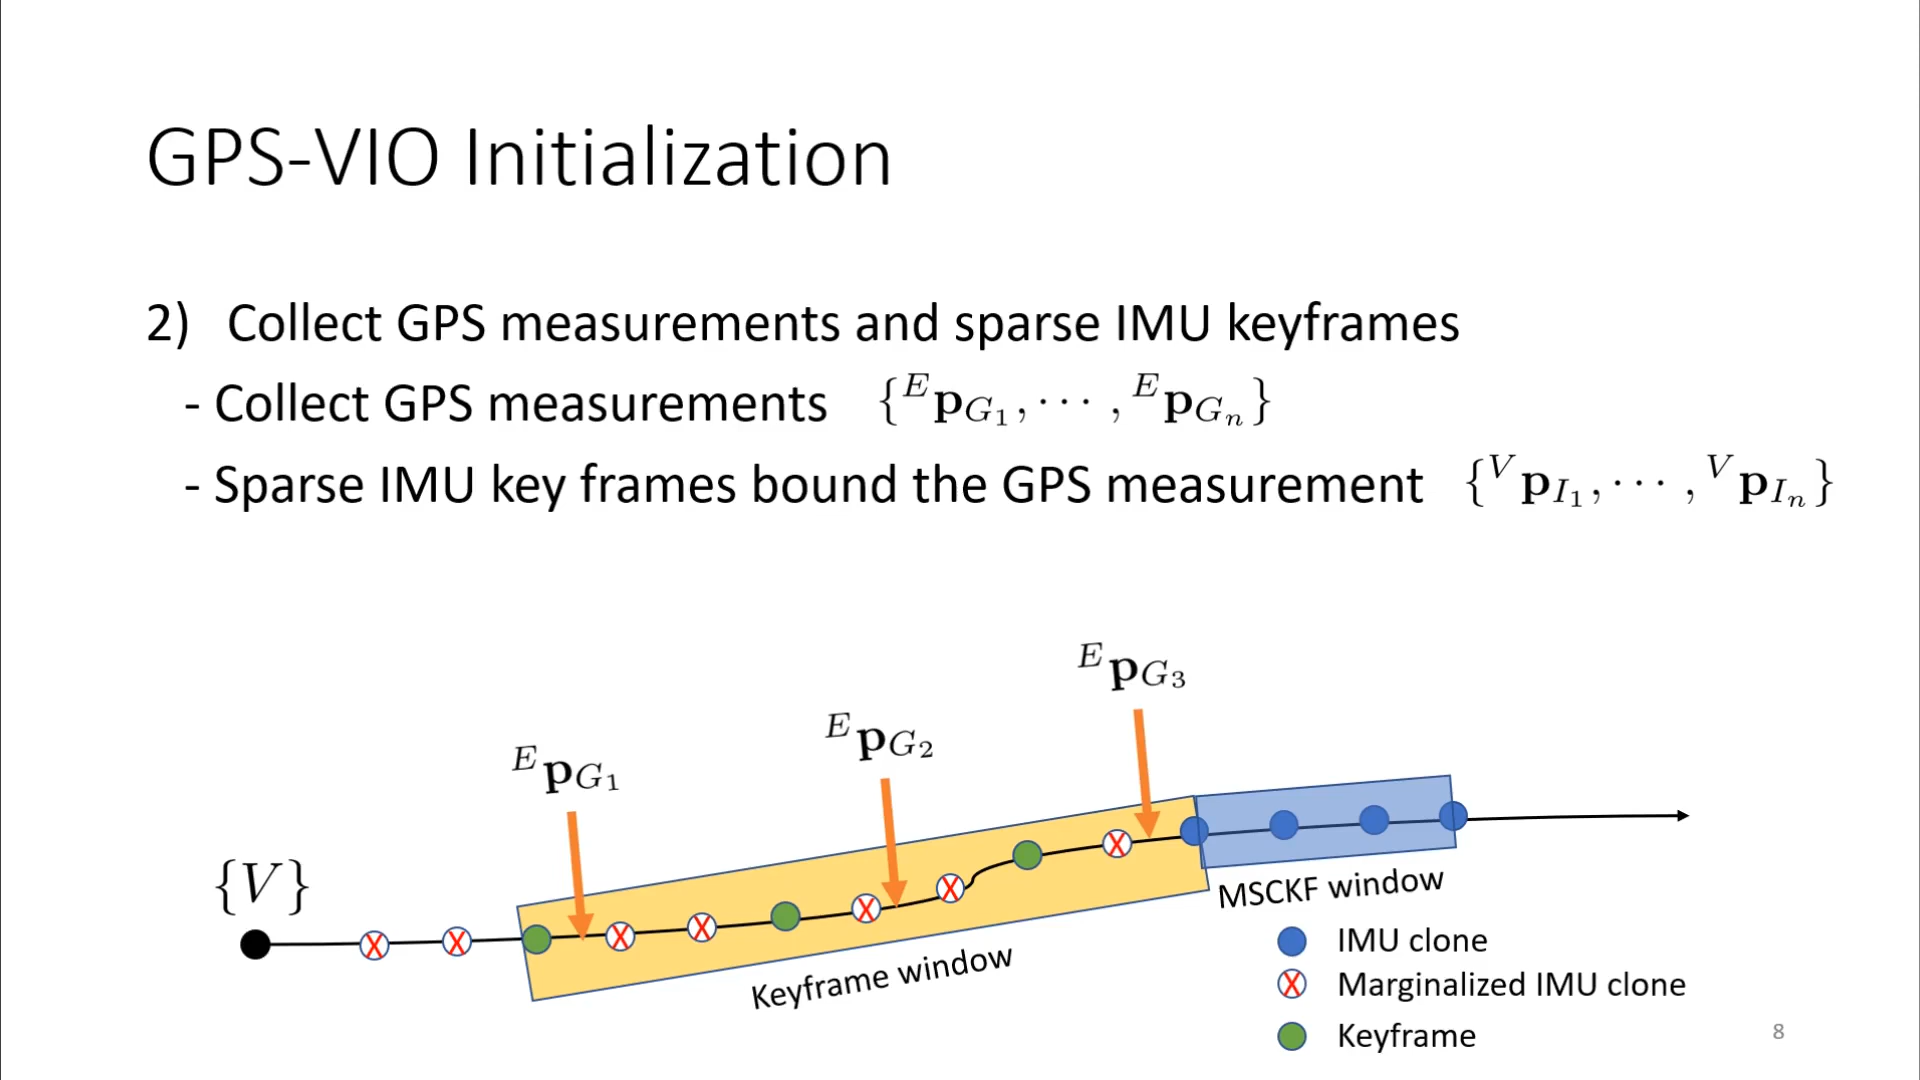 GPS-VIO Initialization
2) Collect GPS measurements and sparse IMU keyframes
- Collect GPS measurements {ᴱp_G₁, ⋯ , ᴱp_Gₙ}
- Sparse IMU key frames bound the GPS measurement {ⱽp_I₁, ⋯ , ⱽp_Iₙ}
ᴱp_G₃
ᴱp_G₂
ᴱp_G₁
{V}
MSCKF window
Keyframe window
IMU clone
Marginalized IMU clone
Keyframe
8